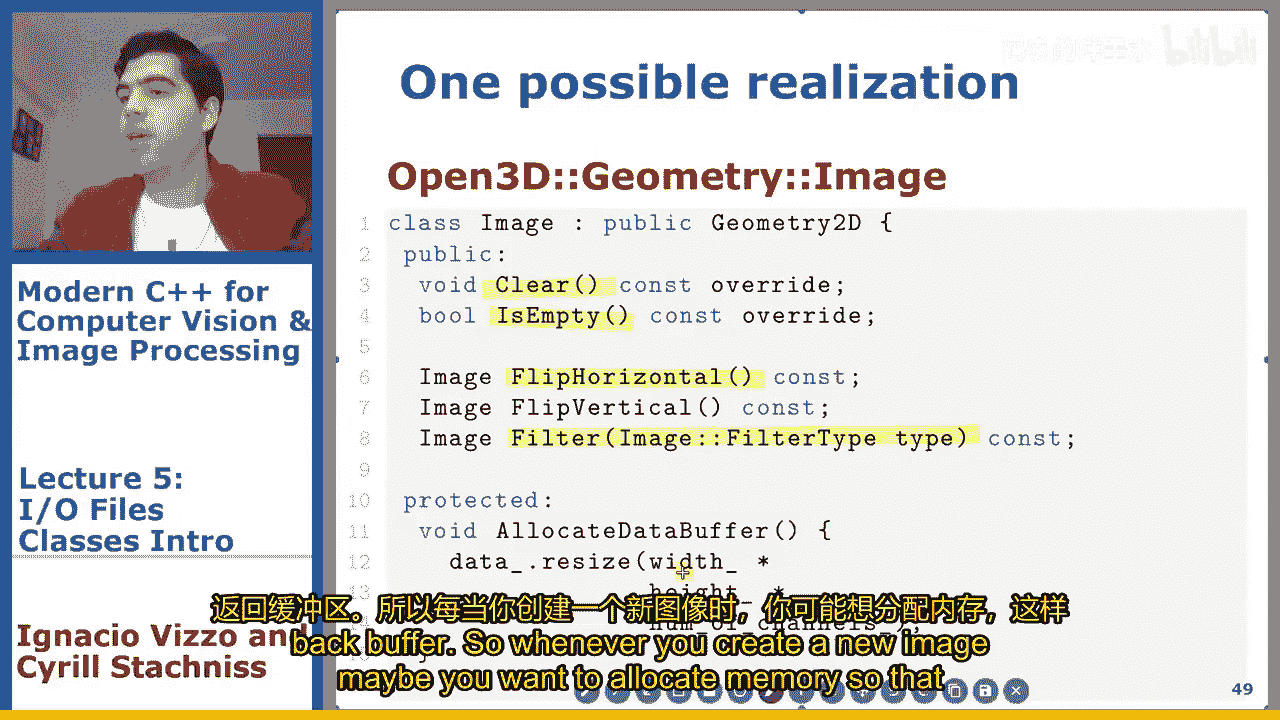 One possible realization
Open3D::Geometry::Image
1 class Image : public Geometry2D {
2 public:
3 void Clear() const override;
4 bool IsEmpty() const override;
5
6 Image FlipHorizontal() const;
7 Image FlipVertical() const;
8 Image Filter(Image::FilterType type) const;
9
10 protected:
11 void AllocateDataBuffer() {
12 data_.resize(width_ *
13 height_ *
Modern C++ for
Computer Vision &
Image Processing
Lecture 5:
I/O Files
Classes Intro
Ignacio Vizzo and
Cyrill Stachniss
返回缓冲区。所以每当你创建一个新图像时，你可能想分配内存，这样
back buffer. So whenever you create a new image
maybe you want to allocate memory so that
49
bilibili